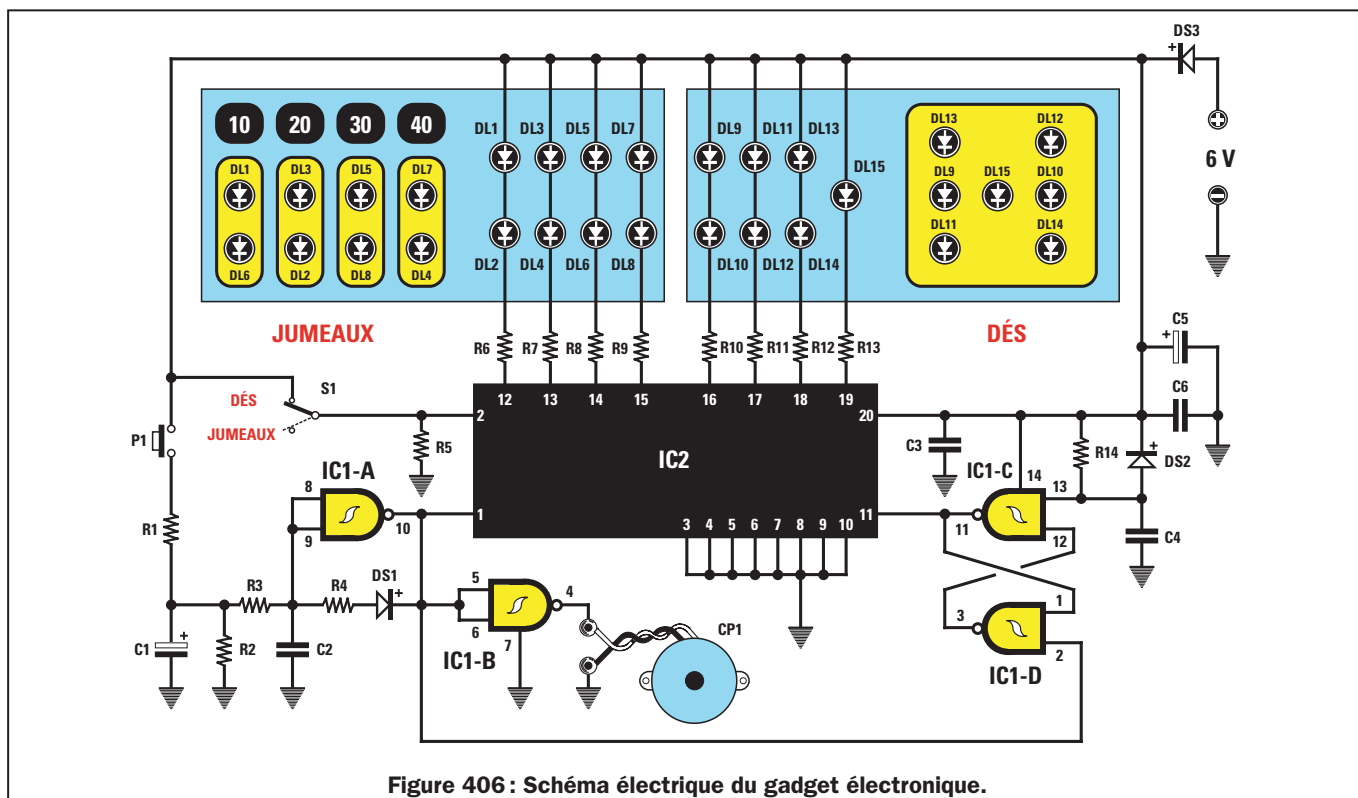 DS3
10 20 30 40
DL1 DL3 DL5 DL7
DL6 DL2 DL8 DL4
DL1 DL3 DL5 DL7
DL2 DL4 DL6 DL8
DL9 DL11 DL13
DL15
DL10 DL12 DL14
DL13 DL12
DL9 DL15 DL10
DL11 DL14
6 V
JUMEAUX
DÉS
R6 R7 R8 R9
R10 R11 R12 R13
C5
C6
S1
DÉS
JUMEAUX
P1
R5
12 13 14 15 16 17 18 19
2 20
IC2
1 11
3 4 5 6 7 8 9 10
C3
R14
DS2
IC1-A
8
9
10
IC1-C
14
13
11
12
C4
R1
R3
R4
DS1
C1
R2
C2
5
6
4
7
IC1-B
CP1
3
1
2
IC1-D
Figure 406 : Schéma électrique du gadget électronique.